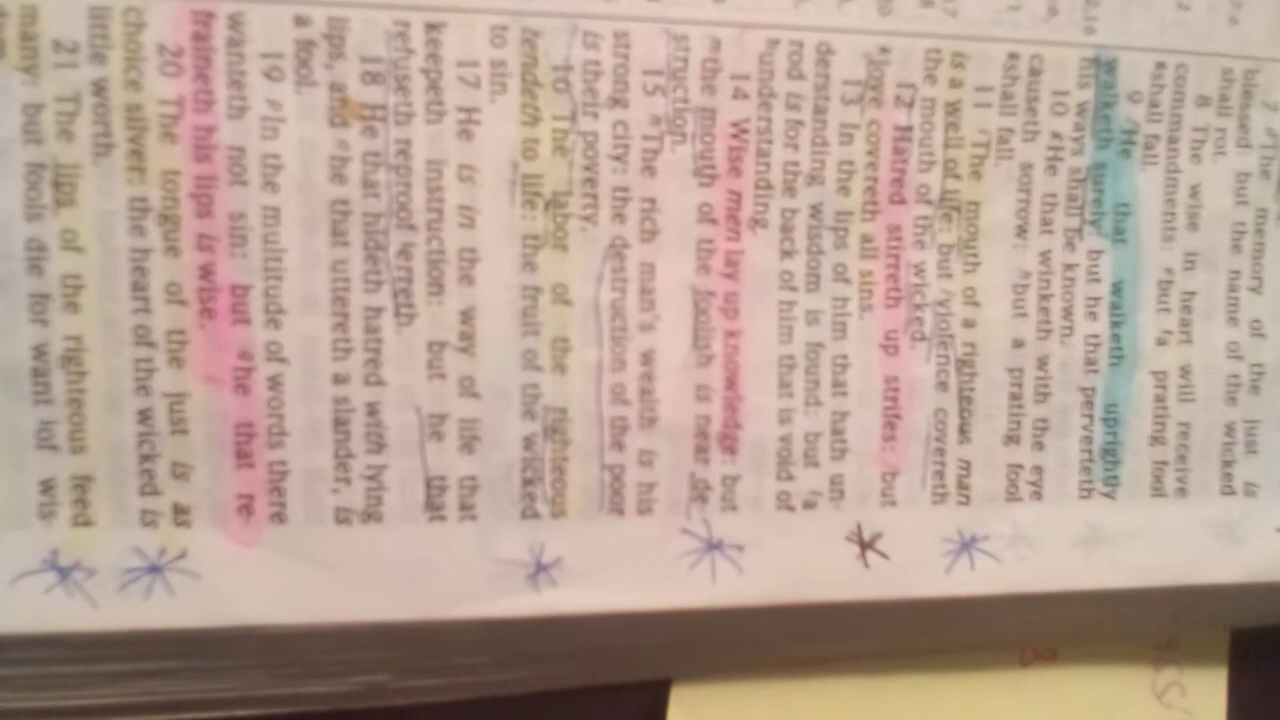 7 The memory of the just is
blessed: but the name of the wicked
shall rot.
8 The wise in heart will receive
commandments: but a prating fool
shall fall.
9 He that walketh uprightly
walketh surely: but he that perverteth
his ways shall be known.
10 He that winketh with the eye
causeth sorrow: but a prating fool
shall fall.
11 The mouth of a righteous man
is a well of life: but violence covereth
the mouth of the wicked.
12 Hatred stirreth up strifes: but
love covereth all sins.
13 In the lips of him that hath un-
derstanding wisdom is found: but a
rod is for the back of him that is void of
understanding.
14 Wise men lay up knowledge: but
the mouth of the foolish is near de-
struction.
15 The rich man's wealth is his
strong city: the destruction of the poor
is their poverty.
16 The labor of the righteous
tendeth to life: the fruit of the wicked
to sin.
17 He is in the way of life that
keepeth instruction: but he that
refuseth reproof erreth.
18 He that hideth hatred with lying
lips, and he that uttereth a slander, is
a fool.
19 In the multitude of words there
wanteth not sin: but he that re-
fraineth his lips is wise.
20 The tongue of the just is as
choice silver: the heart of the wicked is
little worth.
21 The lips of the righteous feed
many: but fools die for want of wis-
dom.